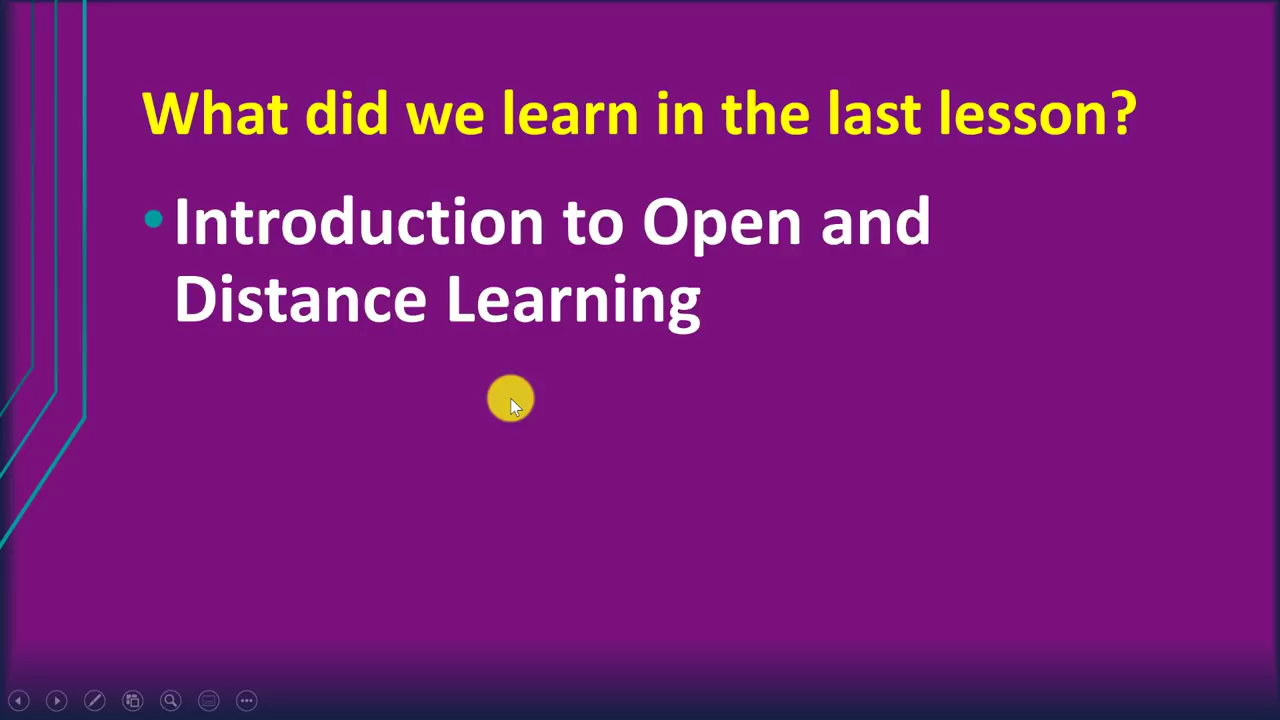 What did we learn in the last lesson?
• Introduction to Open and
Distance Learning